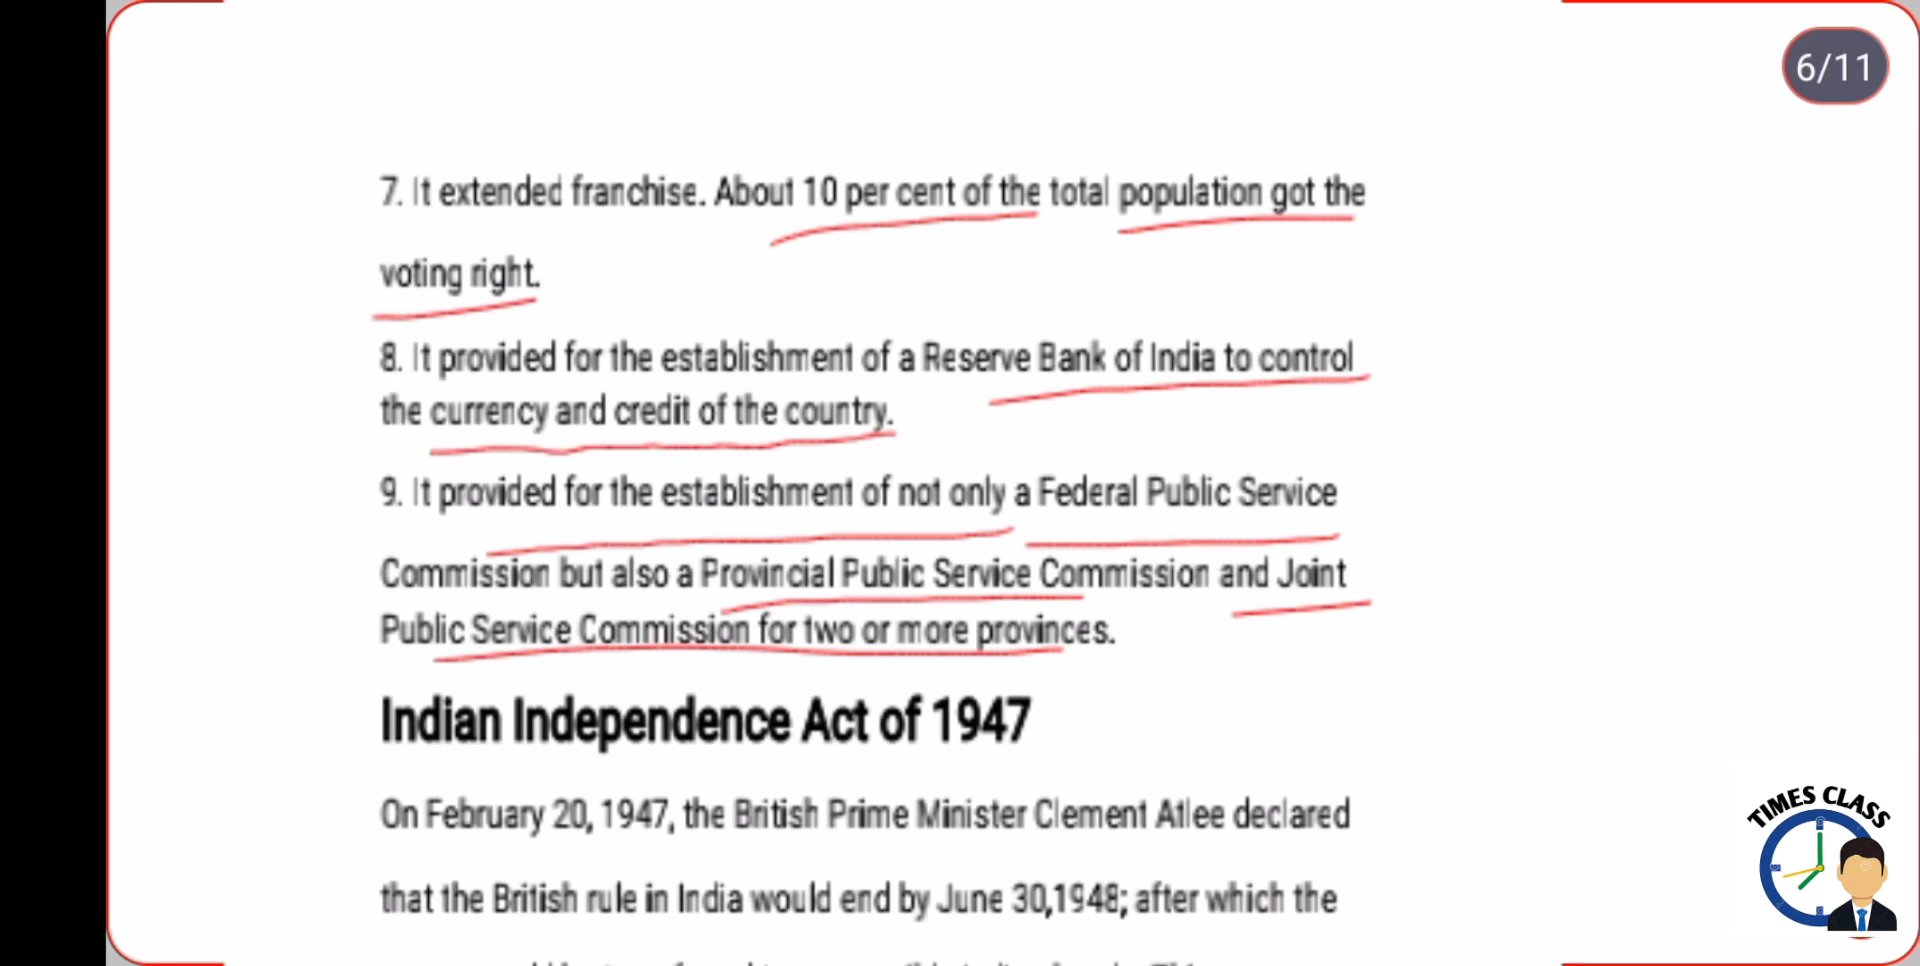 6/11
7. It extended franchise. About 10 per cent of the total population got the
voting right.
8. It provided for the establishment of a Reserve Bank of India to control
the currency and credit of the country.
9. It provided for the establishment of not only a Federal Public Service
Commission but also a Provincial Public Service Commission and Joint
Public Service Commission for two or more provinces.
Indian Independence Act of 1947
On February 20, 1947, the British Prime Minister Clement Atlee declared
that the British rule in India would end by June 30,1948; after which the
TIMES CLASS